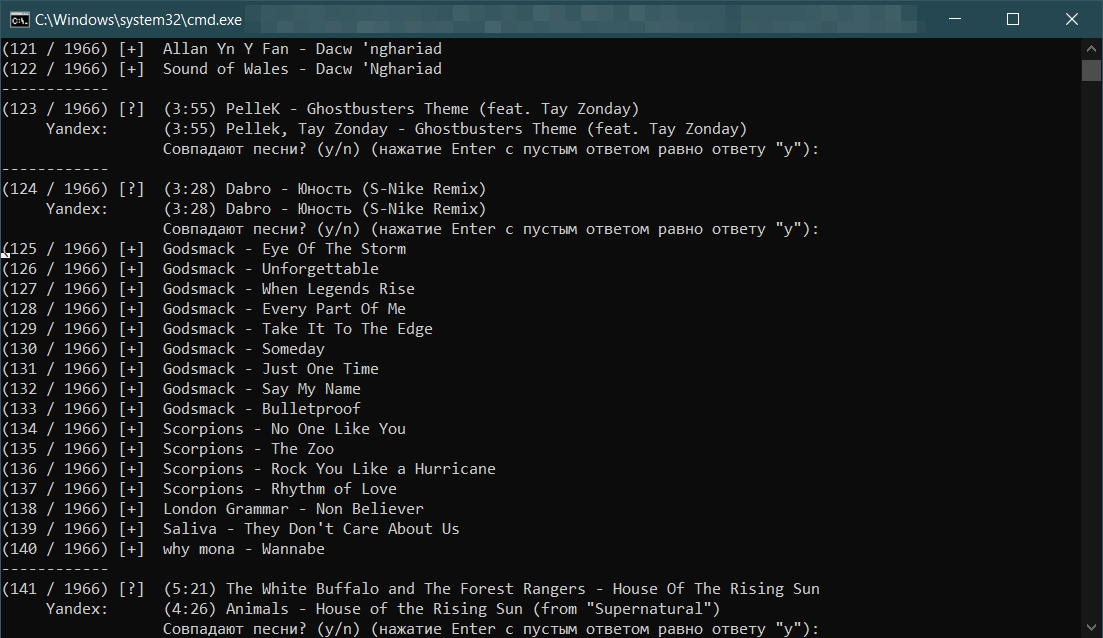 C:\Windows\system32\cmd.exe
(121 / 1966) [+]  Allan Yn Y Fan - Dacw 'nghariad
(122 / 1966) [+]  Sound of Wales - Dacw 'Nghariad
------------
(123 / 1966) [?]  (3:55) PelleK - Ghostbusters Theme (feat. Tay Zonday)
     Yandex:      (3:55) Pellek, Tay Zonday - Ghostbusters Theme (feat. Tay Zonday)
                  Совпадают песни? (y/n) (нажатие Enter с пустым ответом равно ответу "y"):
------------
(124 / 1966) [?]  (3:28) Dabro - Юность (S-Nike Remix)
     Yandex:      (3:28) Dabro - Юность (S-Nike Remix)
                  Совпадают песни? (y/n) (нажатие Enter с пустым ответом равно ответу "y"):
(125 / 1966) [+]  Godsmack - Eye Of The Storm
(126 / 1966) [+]  Godsmack - Unforgettable
(127 / 1966) [+]  Godsmack - When Legends Rise
(128 / 1966) [+]  Godsmack - Every Part Of Me
(129 / 1966) [+]  Godsmack - Take It To The Edge
(130 / 1966) [+]  Godsmack - Someday
(131 / 1966) [+]  Godsmack - Just One Time
(132 / 1966) [+]  Godsmack - Say My Name
(133 / 1966) [+]  Godsmack - Bulletproof
(134 / 1966) [+]  Scorpions - No One Like You
(135 / 1966) [+]  Scorpions - The Zoo
(136 / 1966) [+]  Scorpions - Rock You Like a Hurricane
(137 / 1966) [+]  Scorpions - Rhythm of Love
(138 / 1966) [+]  London Grammar - Non Believer
(139 / 1966) [+]  Saliva - They Don't Care About Us
(140 / 1966) [+]  why mona - Wannabe
------------
(141 / 1966) [?]  (5:21) The White Buffalo and The Forest Rangers - House Of The Rising Sun
     Yandex:      (4:26) Animals - House of the Rising Sun (from "Supernatural")
                  Совпадают песни? (y/n) (нажатие Enter с пустым ответом равно ответу "y"):